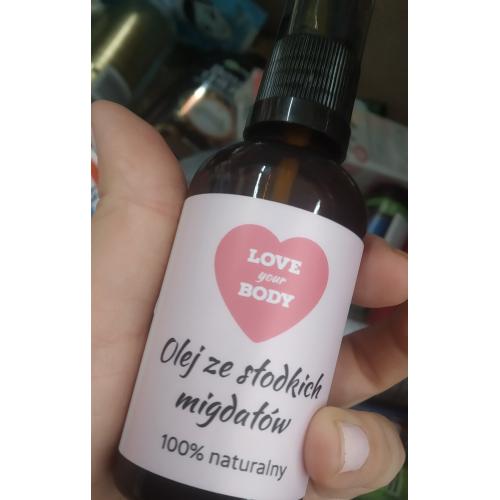 LOVE
your
BODY
Olej ze słodkich
migdałów
100% naturalny